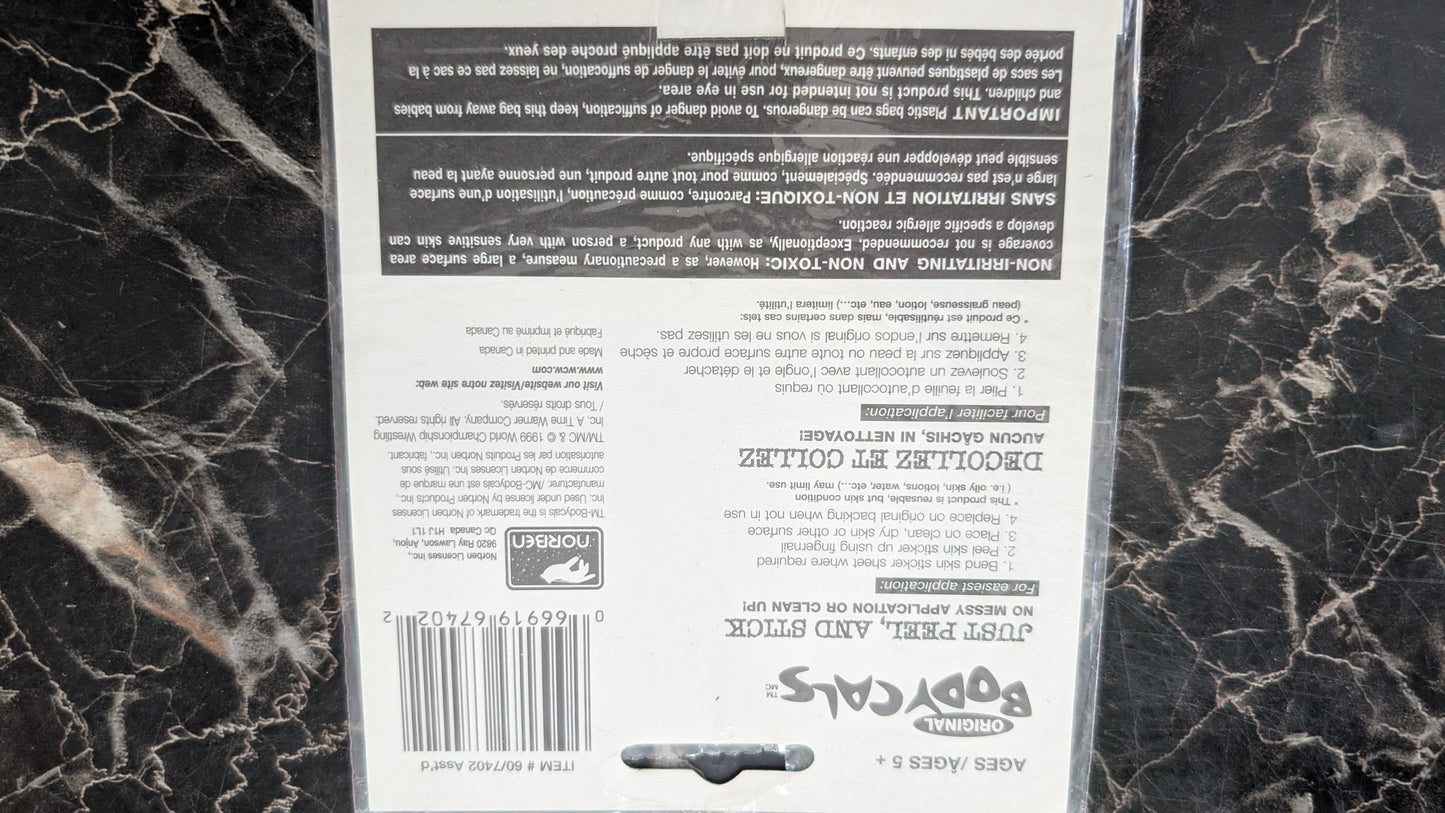 AGES /ÂGES 5 +
ITEM # 60/7402 Asst'd
ORIGINAL
BODYCALS
TM
MC
JUST PEEL, AND STICK
NO MESSY APPLICATION OR CLEAN UP!
For easiest application:
1. Bend skin sticker sheet where required
2. Peel skin sticker up using fingernail
3. Place on clean, dry skin or other surface
4. Replace on original backing when not in use
* This product is reusable, but skin condition
( i.e. oily skin, lotions, water, etc...) may limit use.
DECOLLEZ ET COLLEZ
AUCUN GÂCHIS, NI NETTOYAGE!
Pour faciliter l'application:
1. Plier la feuille d'autocollant où requis
2. Soulevez un autocollant avec l'ongle et le détacher
3. Appliquez sur la peau ou toute autre surface propre et sèche
4. Remettre sur l'endos original si vous ne les utilisez pas.
* Ce produit est réutilisable, mais dans certains cas tels:
(peau graisseuse, lotion, eau, etc...) limitera l'utilité.
0 66919 67402 2
NORBEN
Norben Licenses Inc.,
9820 Ray Lawson, Anjou,
Qc Canada H1J 1L1
TM-Bodycals is the trademark of Norben Licenses
Inc. Used under license by Norben Products Inc.,
manufacture. /MC-Bodycals est une marque de
commerce de Norben Licenses Inc. Utilisé sous
autorisation par les Produits Norben Inc., fabricant.
TM/MC & © 1999 World Championship Wrestling
Inc. A Time Warner Company. All rights reserved.
/ Tous droits résérvés.
Visit our website/Visitez notre site web:
www.wcw.com
Made and printed in Canada
Fabriqué et imprimé au Canada
NON-IRRITATING AND NON-TOXIC: However, as a precautionary measure, a large surface area
coverage is not recommended. Exceptionally, as with any product, a person with very sensitive skin can
develop a specific allergic reaction.
SANS IRRITATION ET NON-TOXIQUE: Parcontre, comme précaution, l'utilisation d'une surface
large n'est pas recommendée. Spécialement, comme pour tout autre produit, une personne ayant la peau
sensible peut développer une réaction allergique spécifique.
IMPORTANT Plastic bags can be dangerous. To avoid danger of suffication, keep this bag away from babies
and children. This product is not intended for use in eye area.
Les sacs de plastiques peuvent être dangereux, pour éviter le danger de suffocation, ne laissez pas ce sac à la
portée des bébés ni des enfants. Ce produit ne doit pas être appliqué proche des yeux.